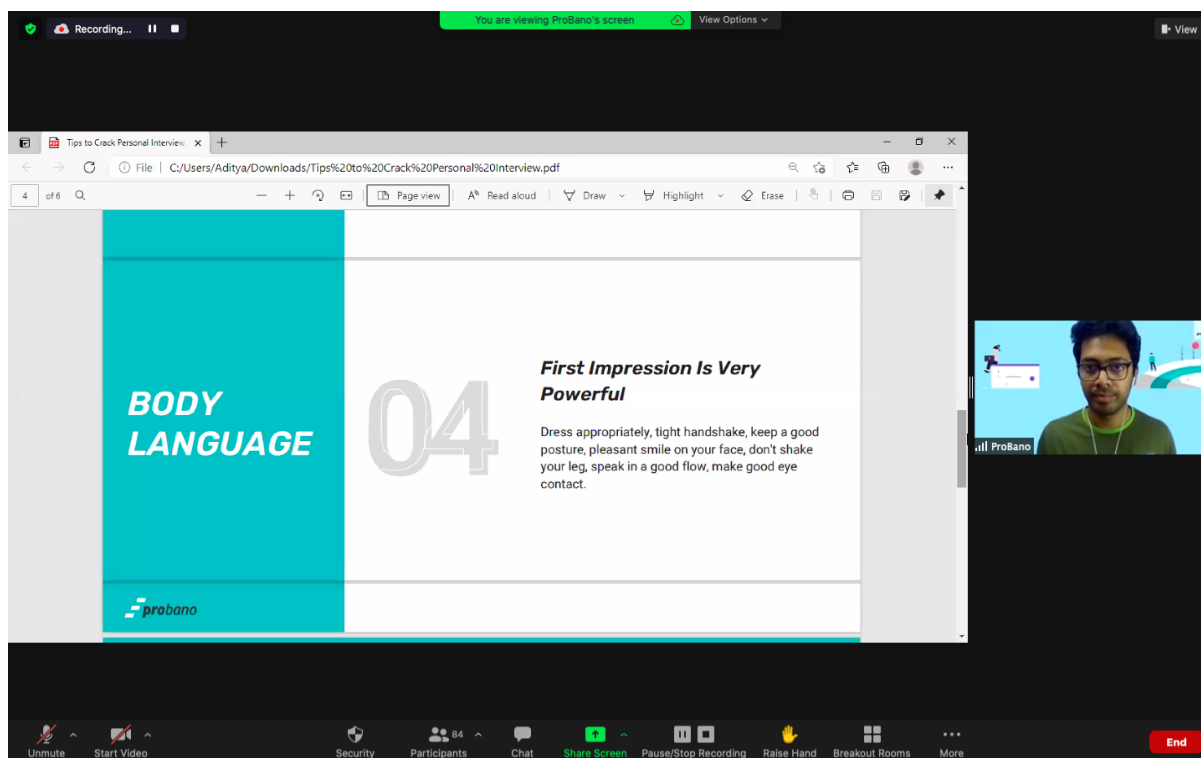 Recording...
You are viewing ProBano's screen
View Options
View
Tips to Crack Personal Interview
File
C:/Users/Aditya/Downloads/Tips%20to%20Crack%20Personal%20Interview.pdf
4 of 6
Page view
Read aloud
Draw
Highlight
Erase
BODY
LANGUAGE
04
First Impression Is Very
Powerful
Dress appropriately, tight handshake, keep a good
posture, pleasant smile on your face, don't shake
your leg, speak in a good flow, make good eye
contact.
probano
ProBano
Unmute
Start Video
Security
84
Participants
Chat
Share Screen
Pause/Stop Recording
Raise Hand
Breakout Rooms
More
End